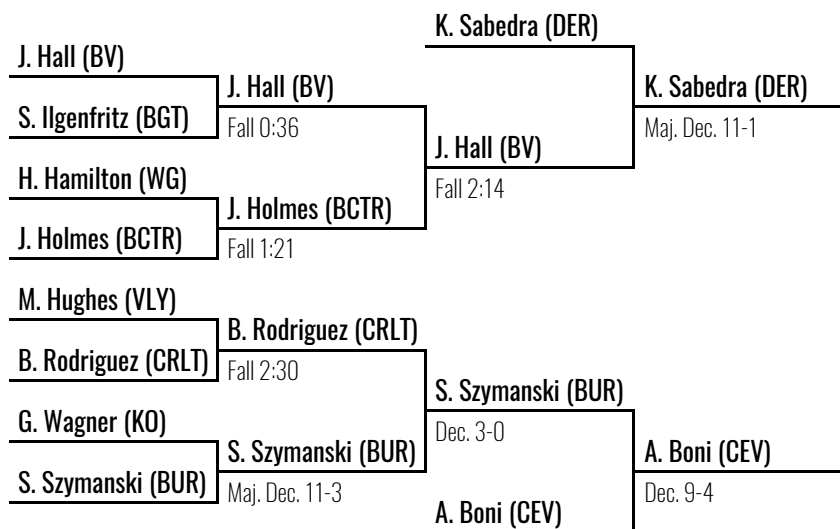 K. Sabedra (DER)
J. Hall (BV)
J. Hall (BV)
K. Sabedra (DER)
S. Ilgenfritz (BGT)
Fall 0:36
Maj. Dec. 11-1
J. Hall (BV)
H. Hamilton (WG)
Fall 2:14
J. Holmes (BCTR)
J. Holmes (BCTR)
Fall 1:21
M. Hughes (VLY)
B. Rodriguez (CRLT)
B. Rodriguez (CRLT)
Fall 2:30
S. Szymanski (BUR)
G. Wagner (KO)
Dec. 3-0
S. Szymanski (BUR)
A. Boni (CEV)
S. Szymanski (BUR)
Maj. Dec. 11-3
Dec. 9-4
A. Boni (CEV)